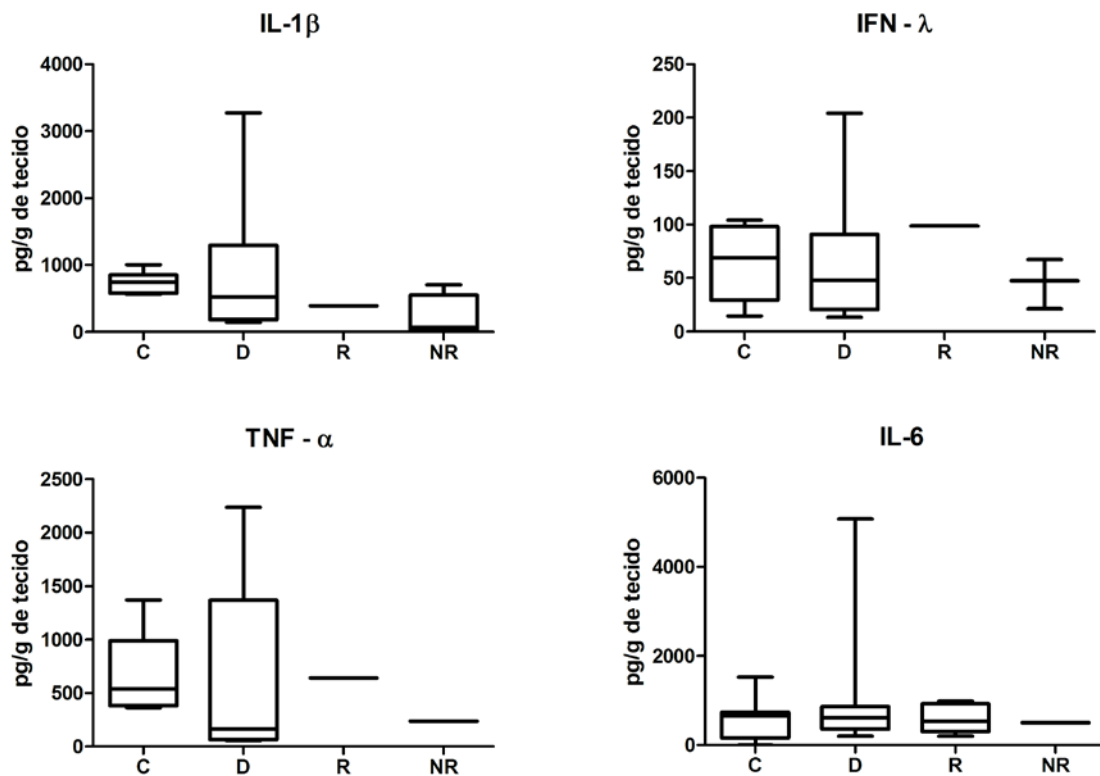 IL-1β
pg/g de tecido
4000
3000
2000
1000
0
C D R NR
IFN - λ
pg/g de tecido
250
200
150
100
50
0
C D R NR
TNF - α
pg/g de tecido
2500
2000
1500
1000
500
0
C D R NR
IL-6
pg/g de tecido
6000
4000
2000
0
C D R NR